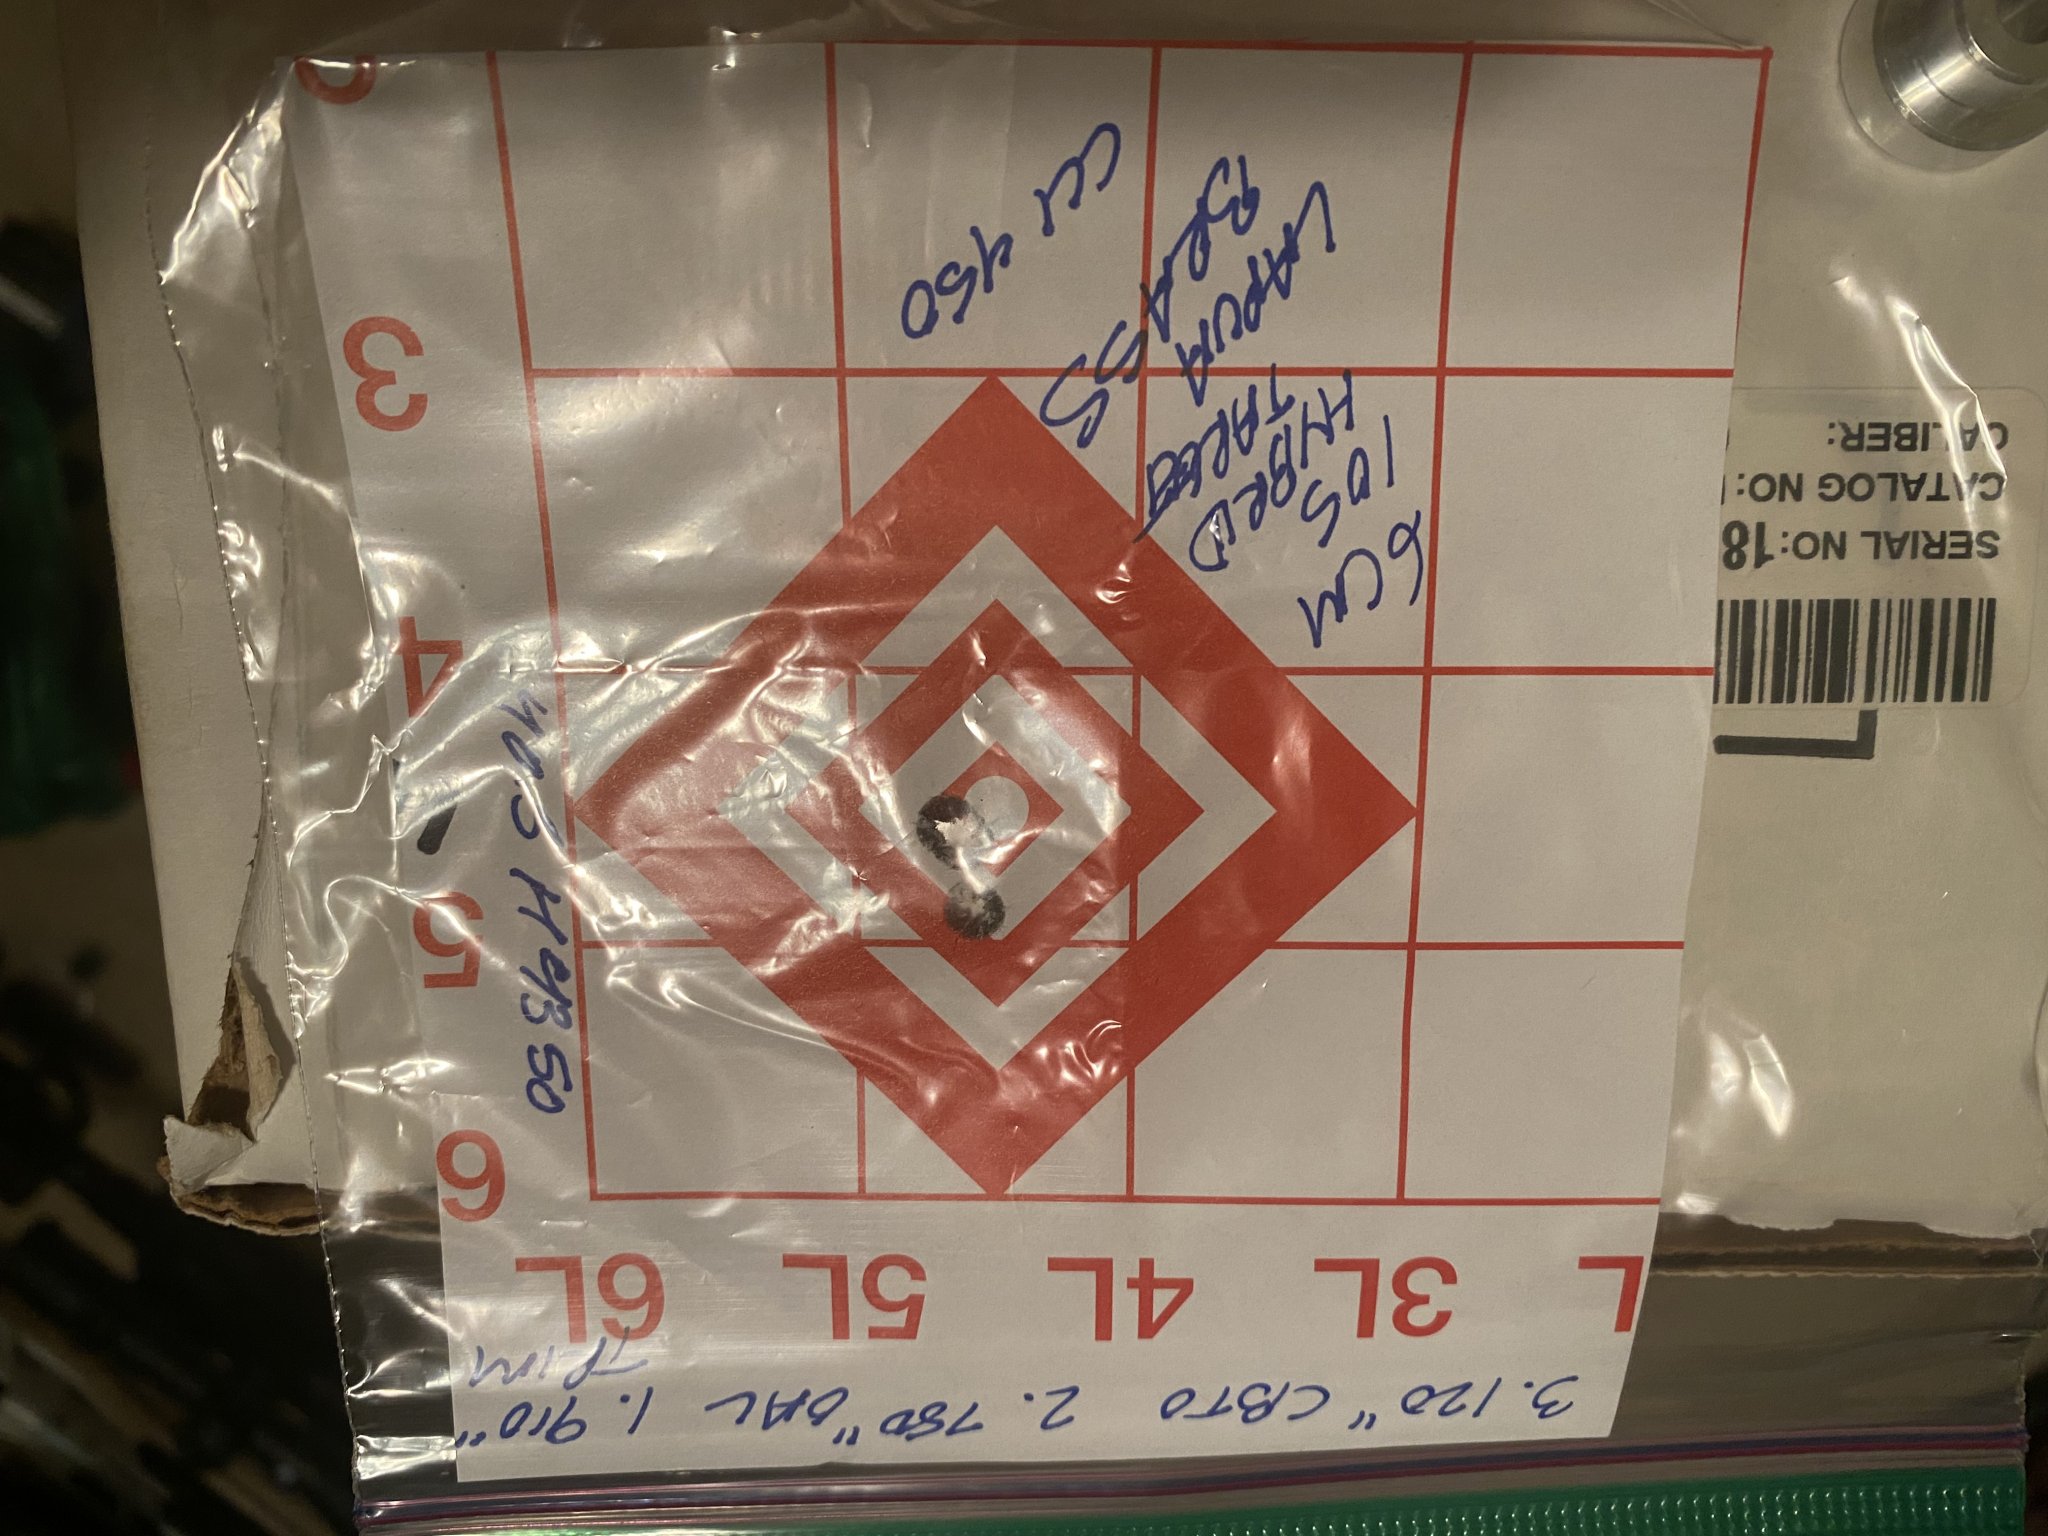 3.120" CBTO 2.750" OAL 1.910"
TRIM
L 3L 4L 5L 6L
6
5
4
3
40.5 H4350
6CM
105
HYBRID
TARGET
LAPUA
BRASS
CCI 450
SERIAL NO:18
CATALOG NO:
CALIBER: